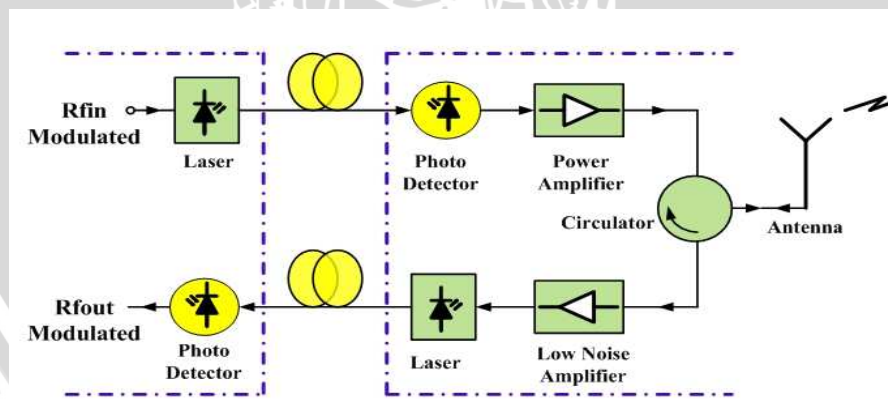 Rfin
Modulated
Laser
Photo
Detector
Power
Amplifier
Circulator
Antenna
Rfout
Modulated
Photo
Detector
Laser
Low Noise
Amplifier